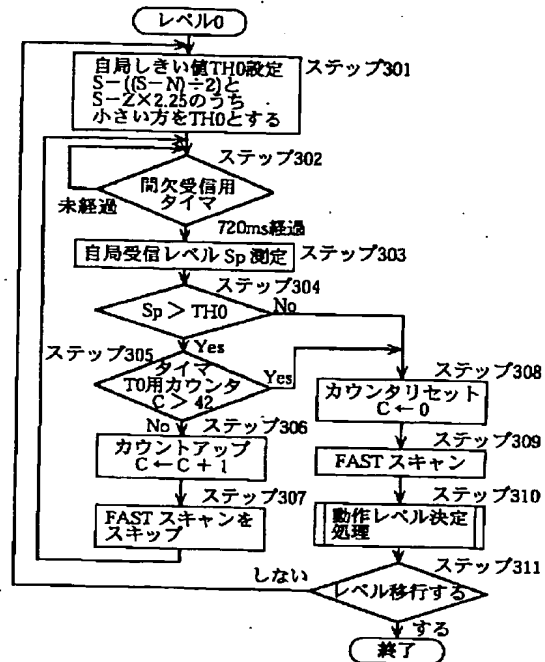 レベル0
自局しきい値TH0設定
S−((S−N)÷2)と
S−Z×2.25のうち
小さい方をTH0とする
ステップ301
ステップ302
間欠受信用
タイマ
未経過
720ms経過
自局受信レベル Sp 測定
ステップ303
ステップ304
Sp > TH0
No
Yes
ステップ305
タイマ
T0用カウンタ
C > 42
Yes
No
ステップ306
カウントアップ
C ← C + 1
ステップ307
FAST スキャンを
スキップ
ステップ308
カウンタリセット
C ← 0
ステップ309
FAST スキャン
ステップ310
動作レベル決定
処理
ステップ311
レベル移行する
しない
する
終了